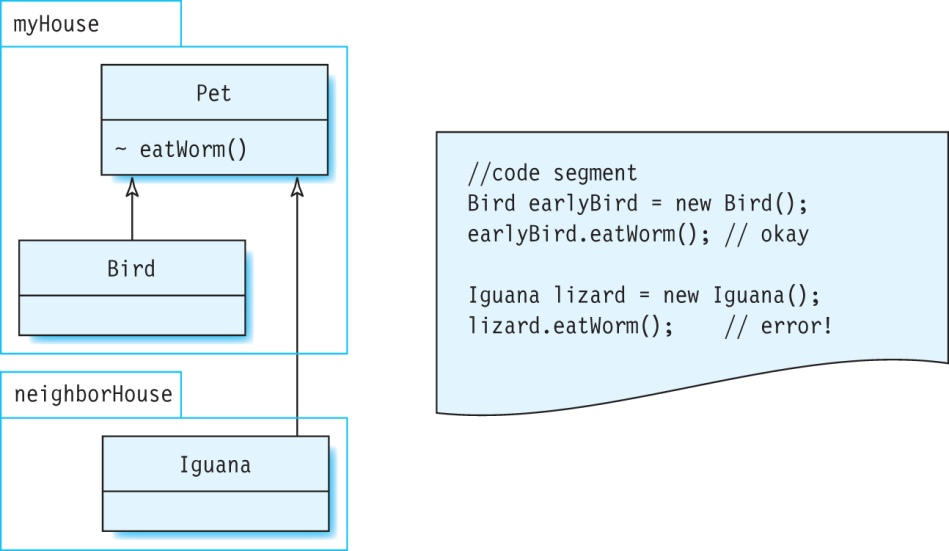 myHouse
Pet
~ eatWorm()
Bird
neighborHouse
Iguana
//code segment
Bird earlyBird = new Bird();
earlyBird.eatWorm(); // okay
Iguana lizard = new Iguana();
lizard.eatWorm();    // error!